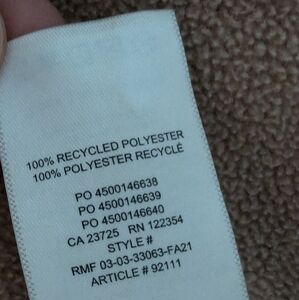 100% RECYCLED POLYESTER
100% POLYESTER RECYCLÉ
PO 4500146638
PO 4500146639
PO 4500146640
CA 23725 RN 122354
STYLE #
RMF 03-03-33063-FA21
ARTICLE # 92111